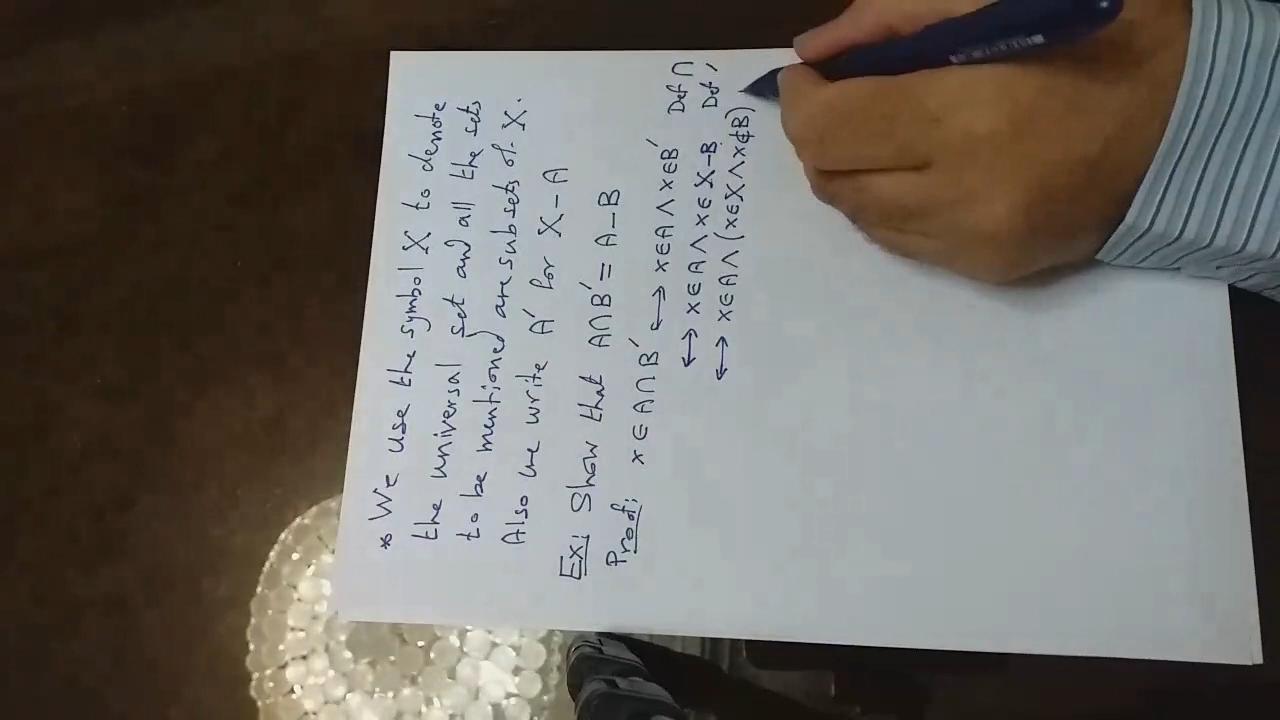 * We use the symbol X to denote
the universal set and all the sets
to be mentioned are subsets of X.
Also we write A' for X - A
Ex: Show that A∩B' = A - B
Proof: x∈A∩B' ⟷ x∈A ∧ x∈B' Def ∩
⟷ x∈A ∧ x∈X-B Def '
⟷ x∈A ∧ (x∈X ∧ x∉B)